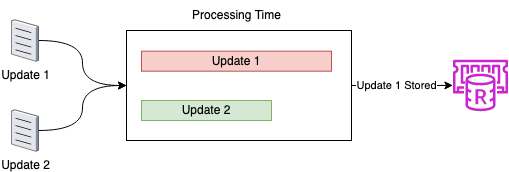 Processing Time
Update 1
Update 1
Update 2
Update 2
Update 1 Stored
R